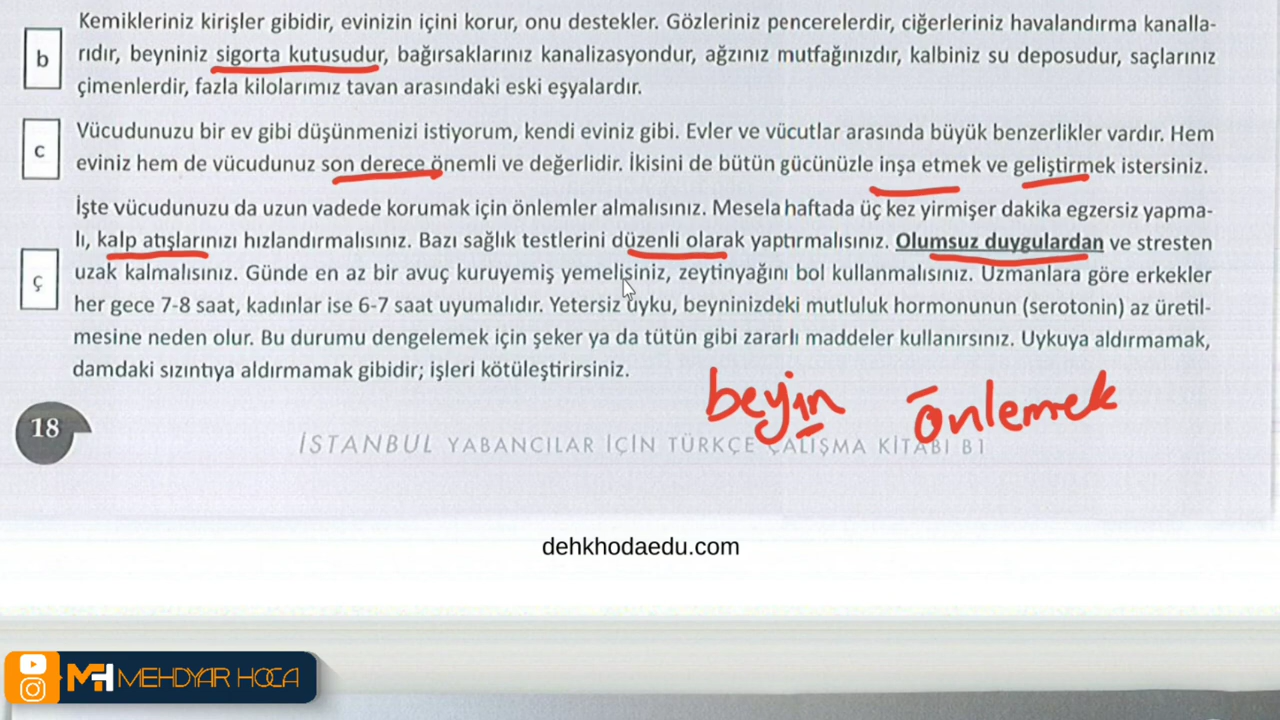 Kemikleriniz kirişler gibidir, evinizin içini korur, onu destekler. Gözleriniz pencerelerdir, ciğerleriniz havalandırma kanalla-
b
rıdır, beyniniz sigorta kutusudur, bağırsaklarınız kanalizasyondur, ağzınız mutfağınızdır, kalbiniz su deposudur, saçlarınız
çimenlerdir, fazla kilolarımız tavan arasındaki eski eşyalardır.
Vücudunuzu bir ev gibi düşünmenizi istiyorum, kendi eviniz gibi. Evler ve vücutlar arasında büyük benzerlikler vardır. Hem
c
eviniz hem de vücudunuz son derece önemli ve değerlidir. İkisini de bütün gücünüzle inşa etmek ve geliştirmek istersiniz.
İşte vücudunuzu da uzun vadede korumak için önlemler almalısınız. Mesela haftada üç kez yirmişer dakika egzersiz yapma-
lı, kalp atışlarınızı hızlandırmalısınız. Bazı sağlık testlerini düzenli olarak yaptırmalısınız. Olumsuz duygulardan ve stresten
ç
uzak kalmalısınız. Günde en az bir avuç kuruyemiş yemelisiniz, zeytinyağını bol kullanmalısınız. Uzmanlara göre erkekler
her gece 7-8 saat, kadınlar ise 6-7 saat uyumalıdır. Yetersiz uyku, beyninizdeki mutluluk hormonunun (serotonin) az üretil-
mesine neden olur. Bu durumu dengelemek için şeker ya da tütün gibi zararlı maddeler kullanırsınız. Uykuya aldırmamak,
damdaki sızıntıya aldırmamak gibidir; işleri kötüleştirirsiniz.
beyin önlemek
18
İSTANBUL YABANCILAR İÇİN TÜRKÇE ÇALIŞMA KİTABI B1
dehkhodaedu.com
MH MEHDYAR HOCA